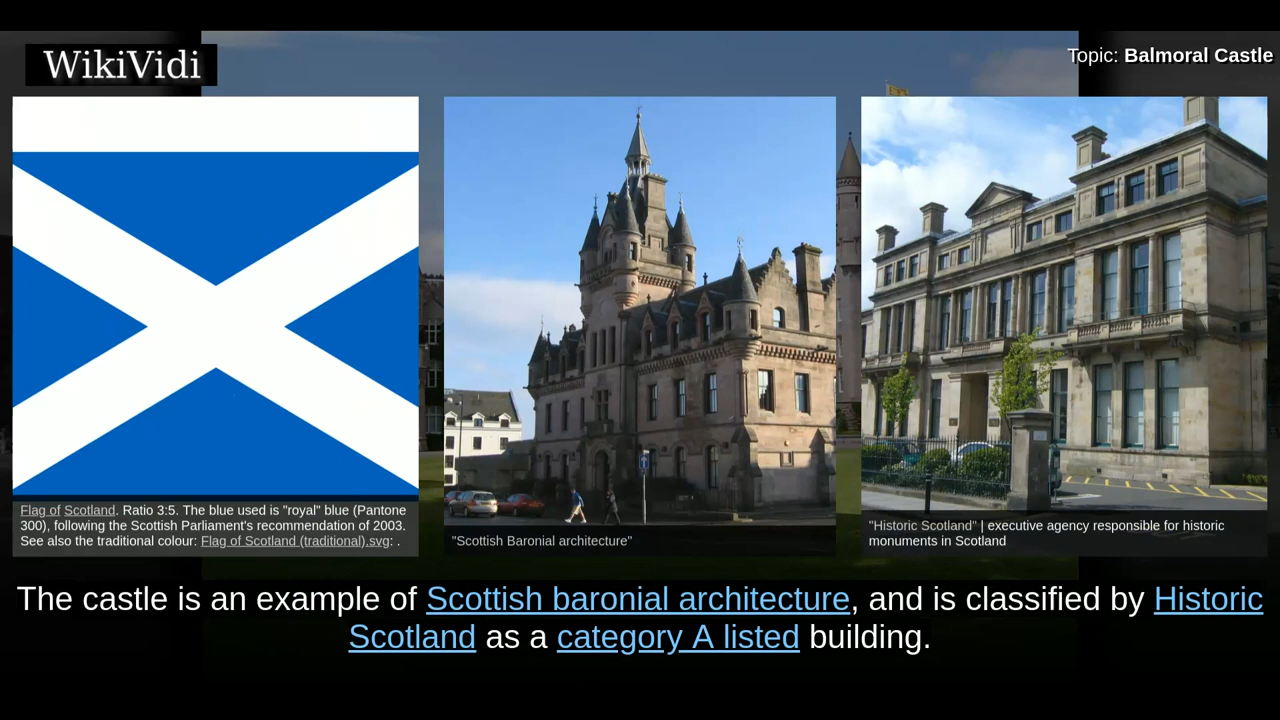 WikiVidi
Topic: Balmoral Castle
Flag of Scotland. Ratio 3:5. The blue used is "royal" blue (Pantone
300), following the Scottish Parliament's recommendation of 2003.
See also the traditional colour: Flag of Scotland (traditional).svg: .
"Scottish Baronial architecture"
"Historic Scotland" | executive agency responsible for historic
monuments in Scotland
The castle is an example of Scottish baronial architecture, and is classified by Historic
Scotland as a category A listed building.